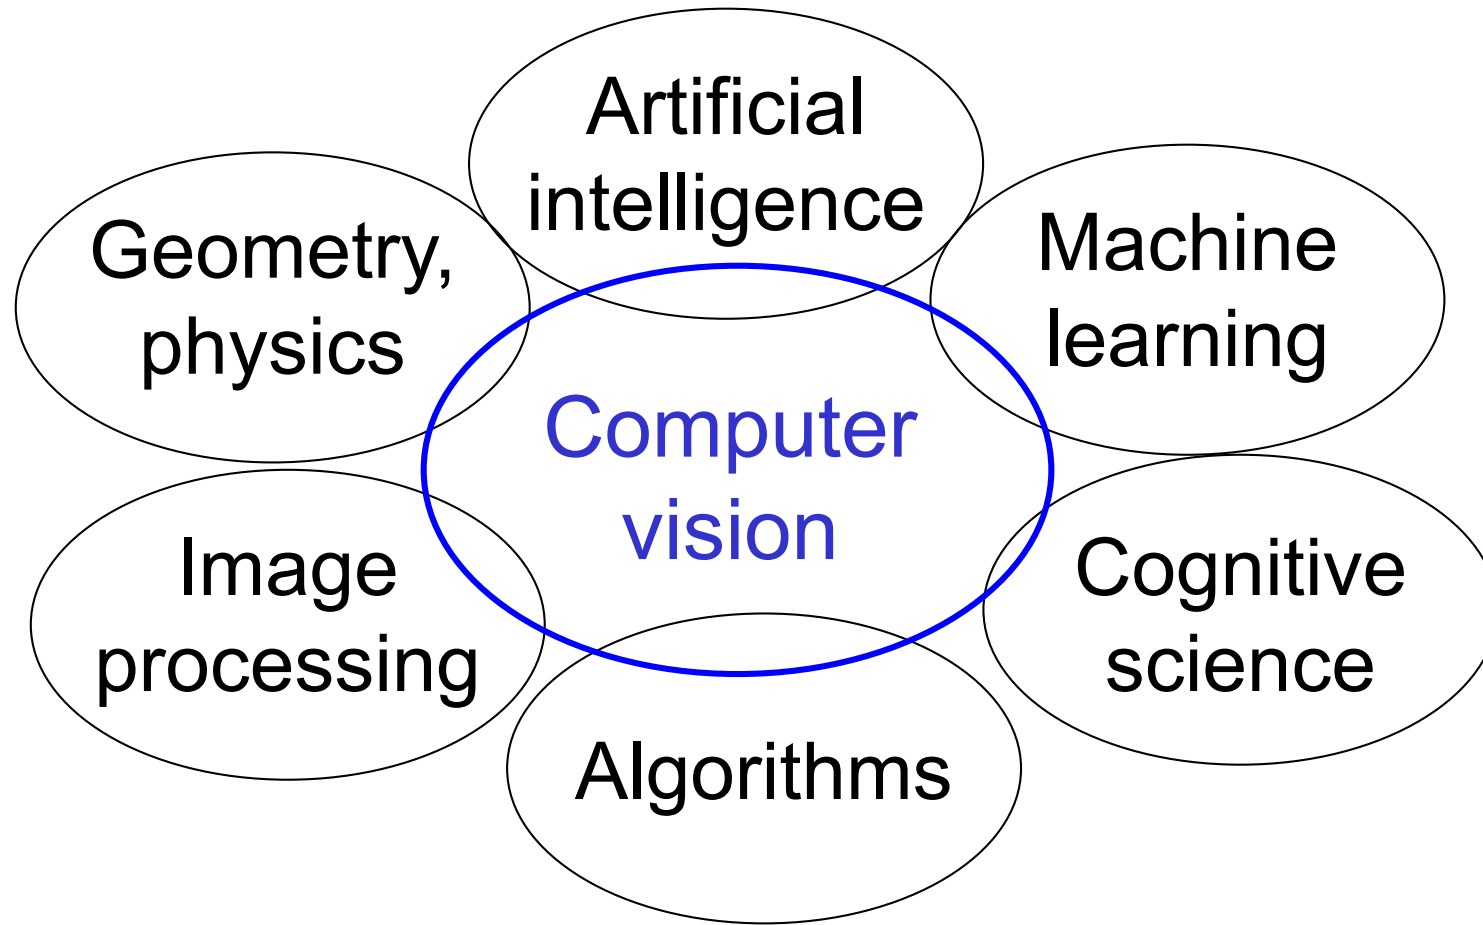 Artificial
intelligence
Geometry,
physics
Machine
learning
Computer
vision
Image
processing
Cognitive
science
Algorithms